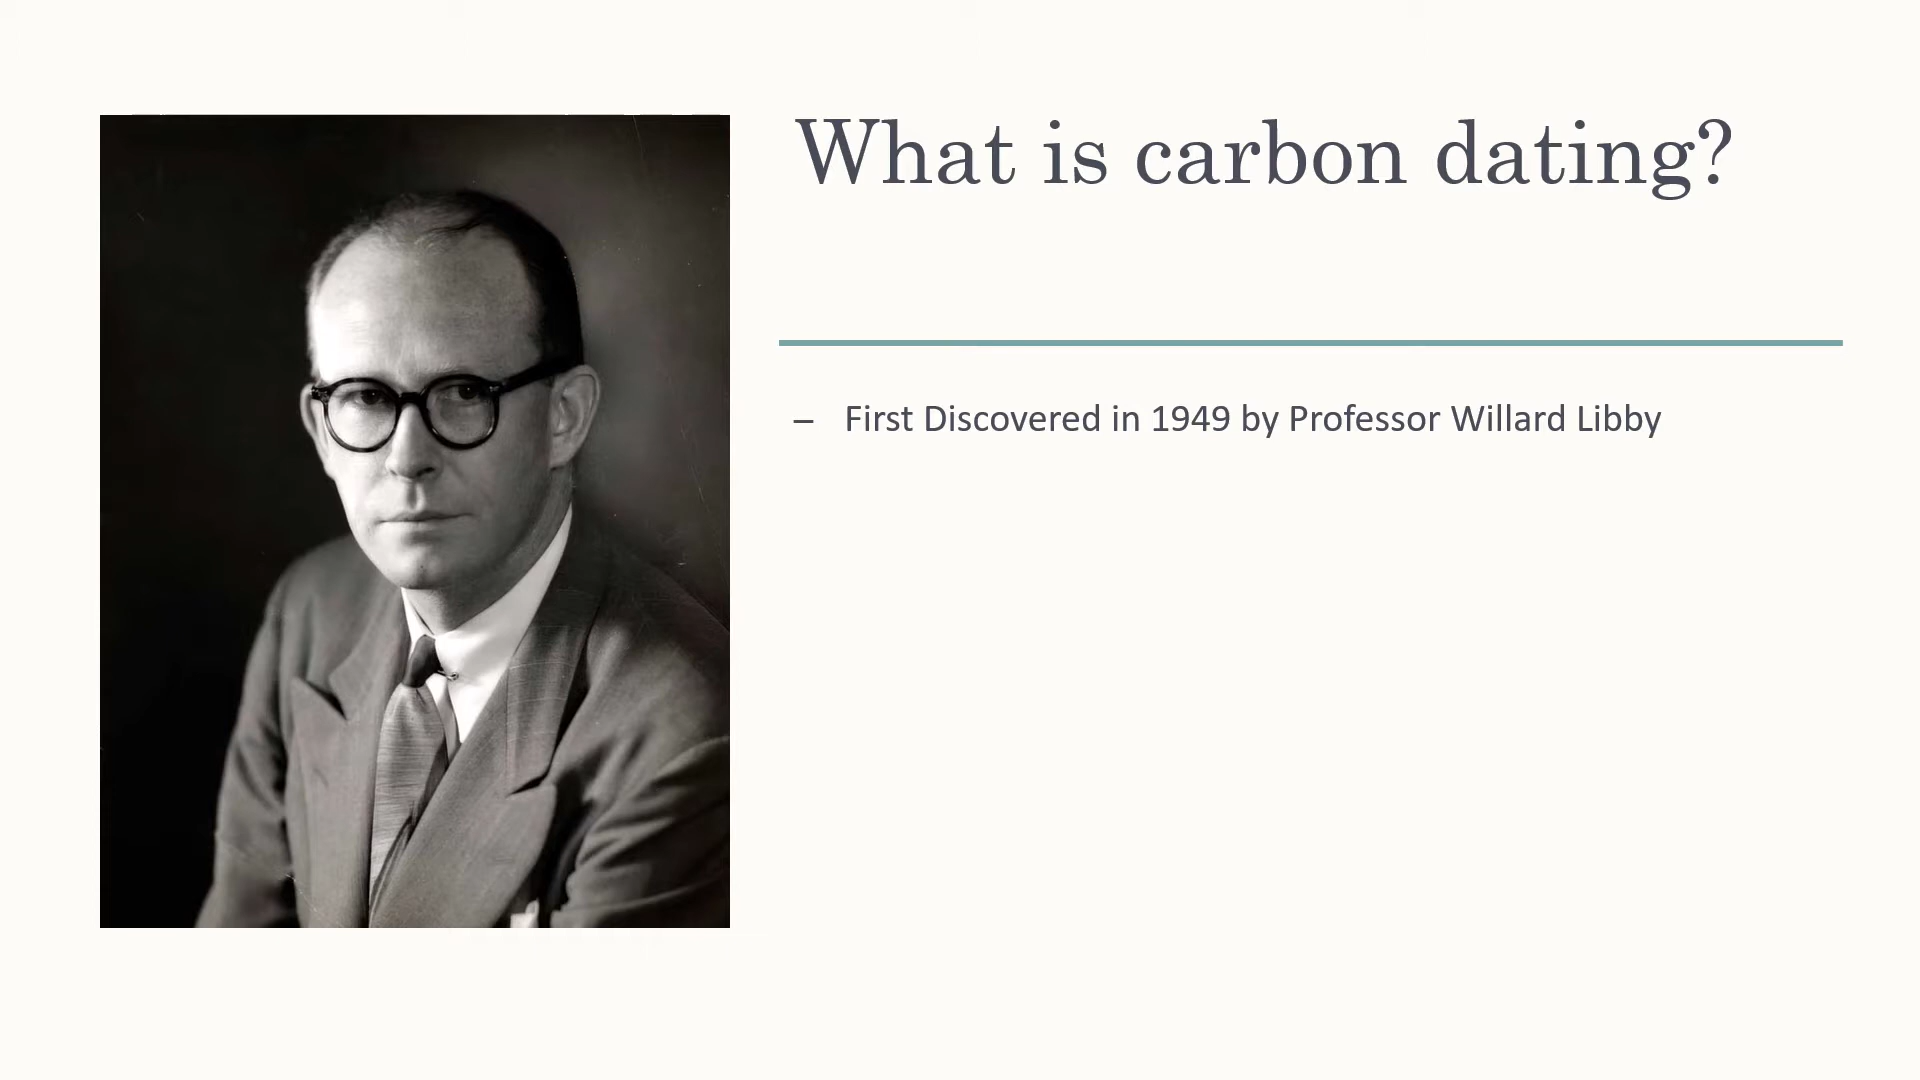 What is carbon dating?
– First Discovered in 1949 by Professor Willard Libby